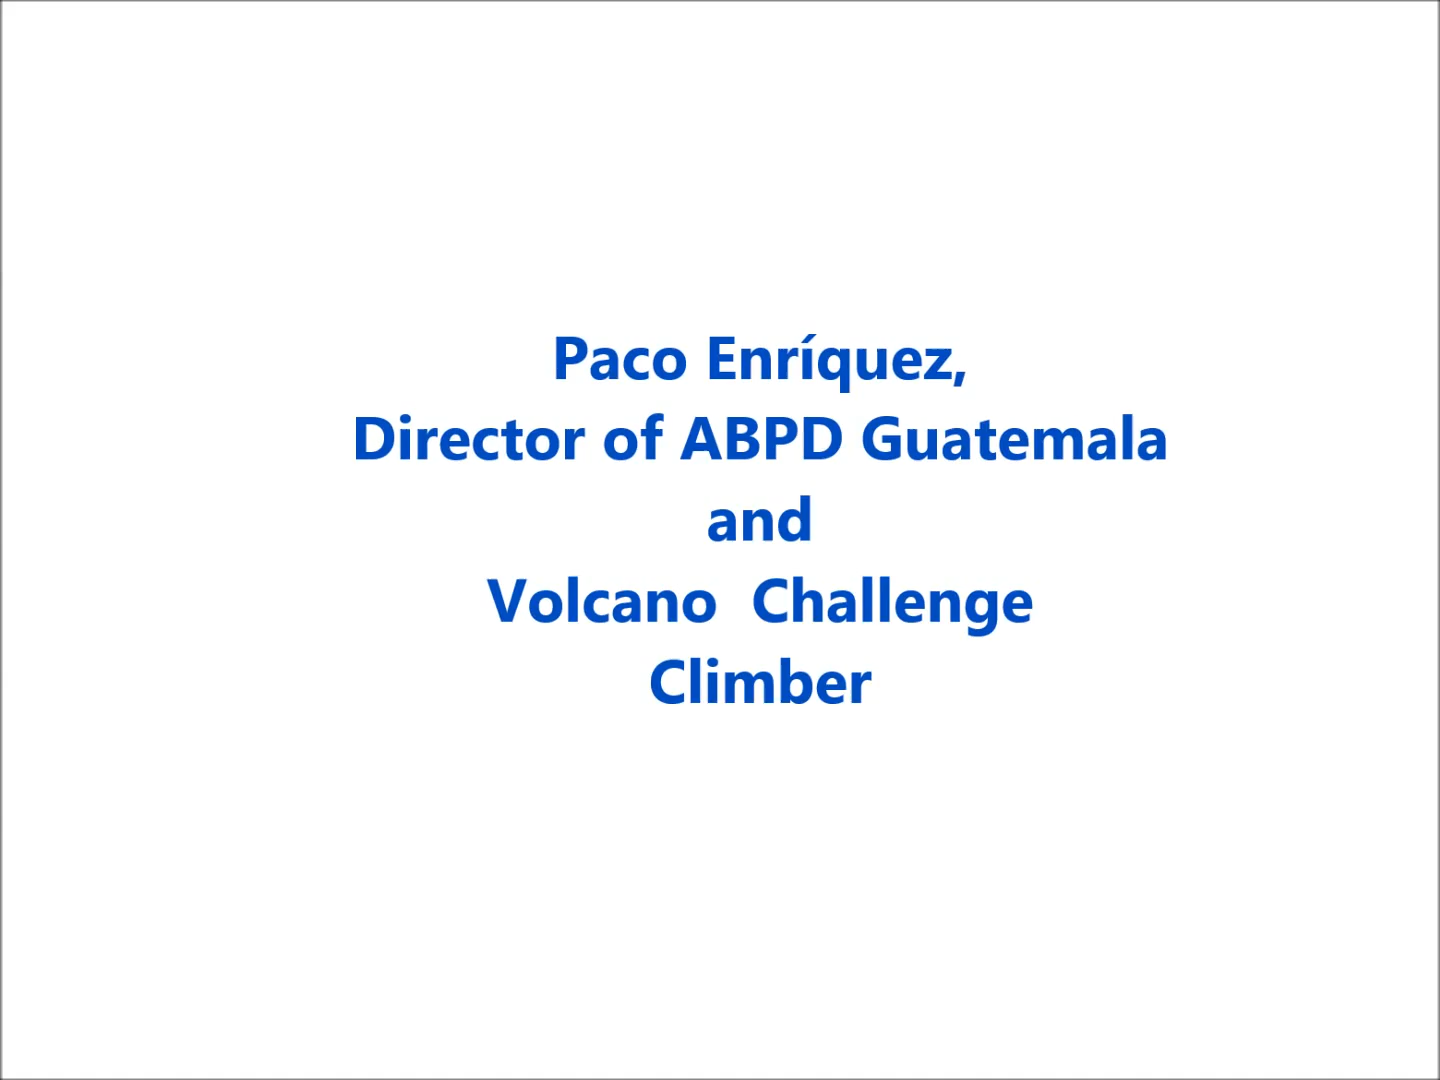 Paco Enríquez,
Director of ABPD Guatemala
and
Volcano  Challenge
Climber